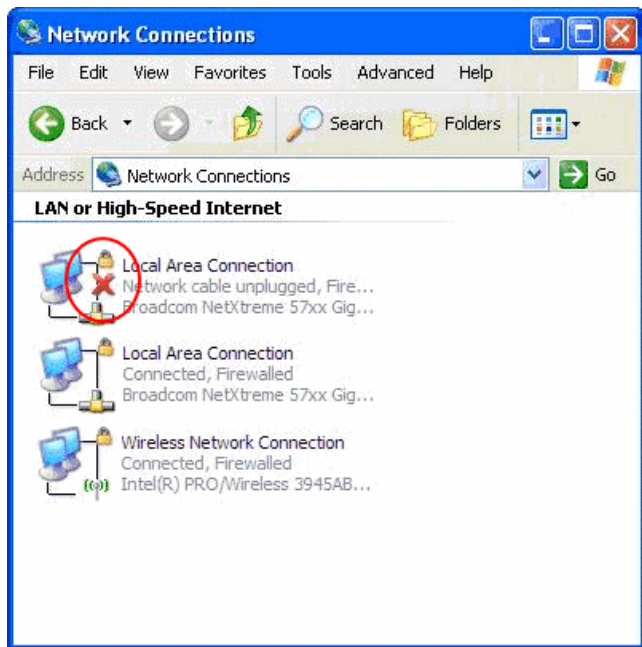 Network Connections
File Edit View Favorites Tools Advanced Help
Back Search Folders
Address Network Connections Go
LAN or High-Speed Internet
Local Area Connection
Network cable unplugged, Fire...
Broadcom NetXtreme 57xx Gig...
Local Area Connection
Connected, Firewalled
Broadcom NetXtreme 57xx Gig...
Wireless Network Connection
Connected, Firewalled
Intel(R) PRO/Wireless 3945AB...